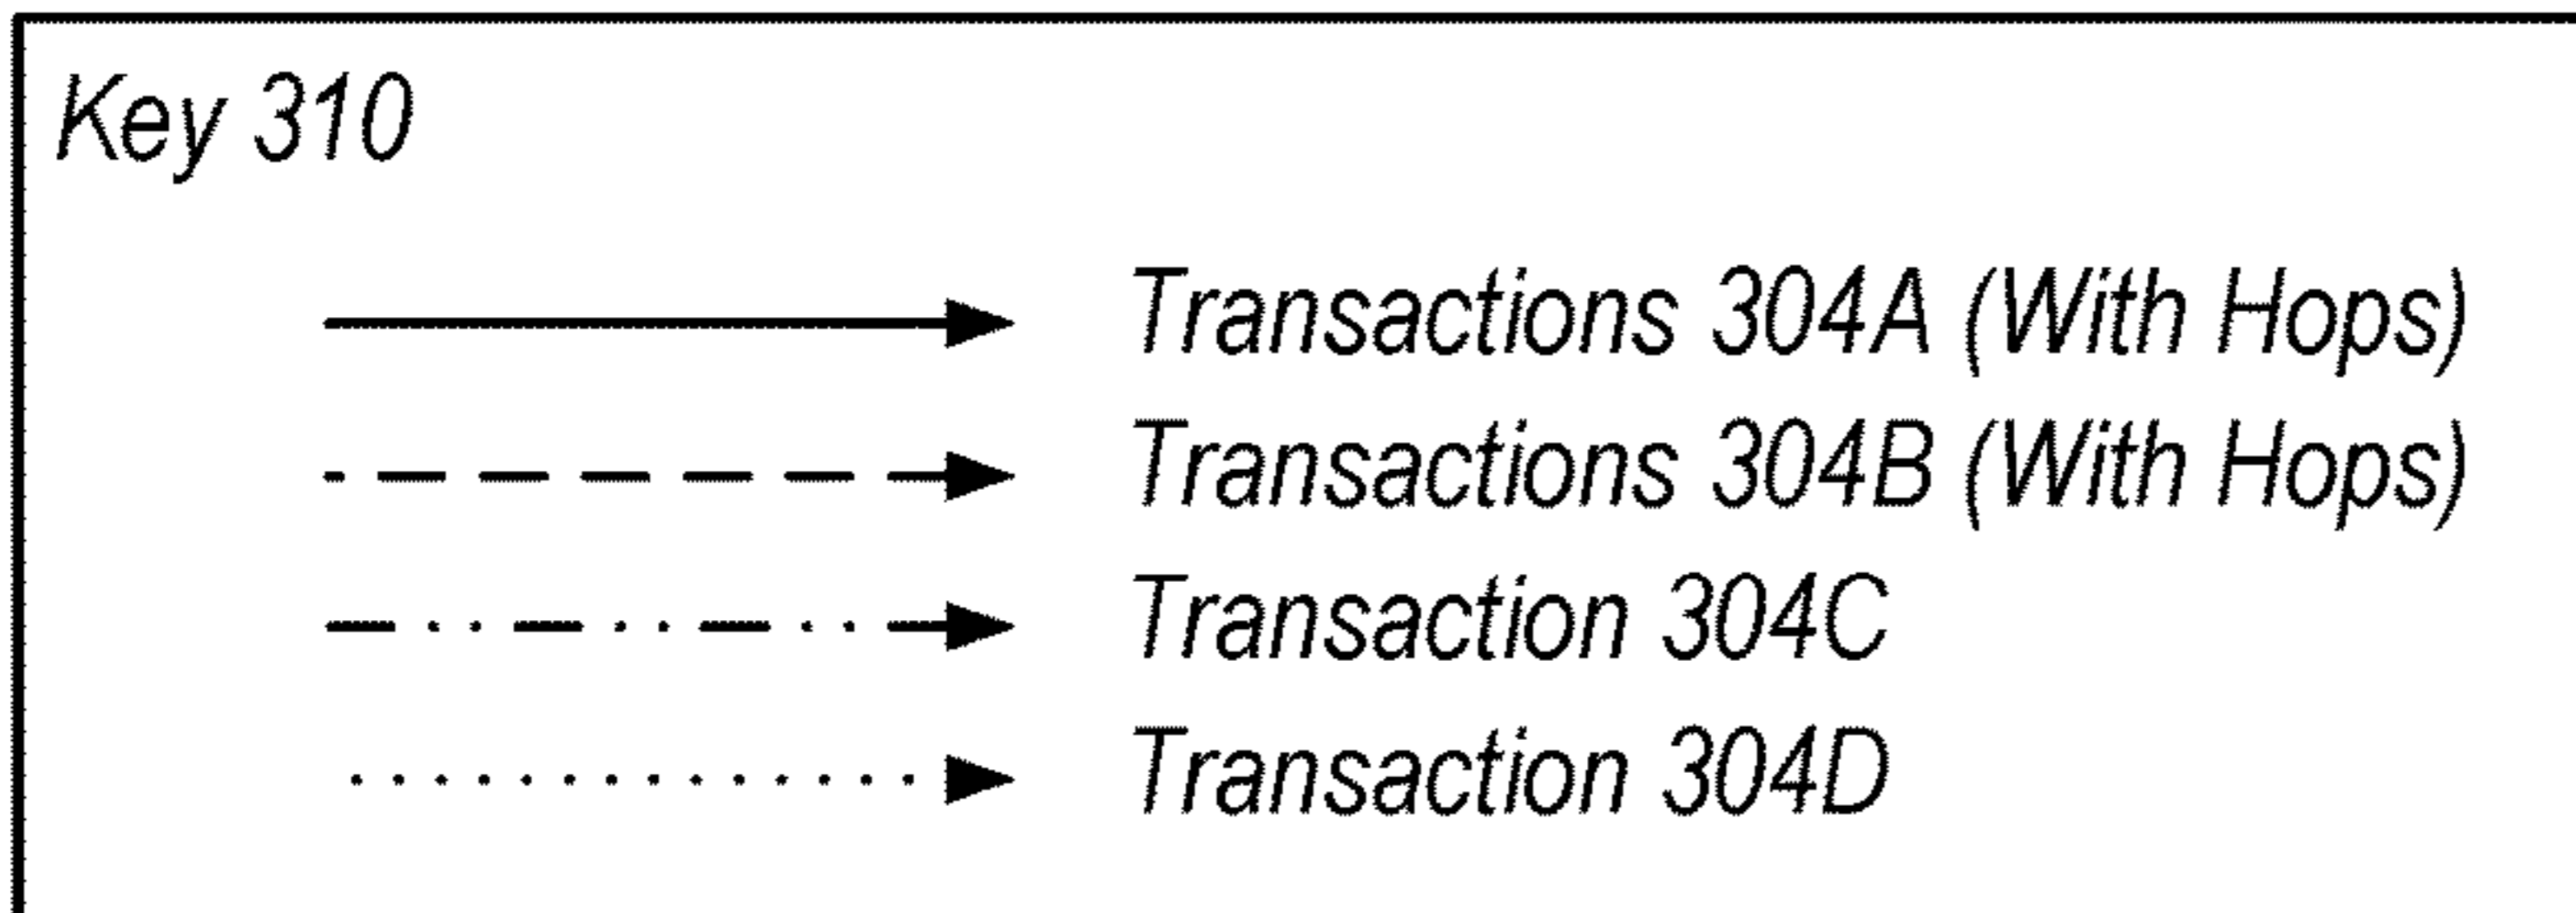 Key 310
Transactions 304A (With Hops)
Transactions 304B (With Hops)
Transaction 304C
Transaction 304D